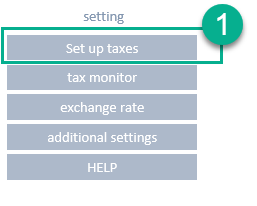 setting
1
Set up taxes
tax monitor
exchange rate
additional settings
HELP